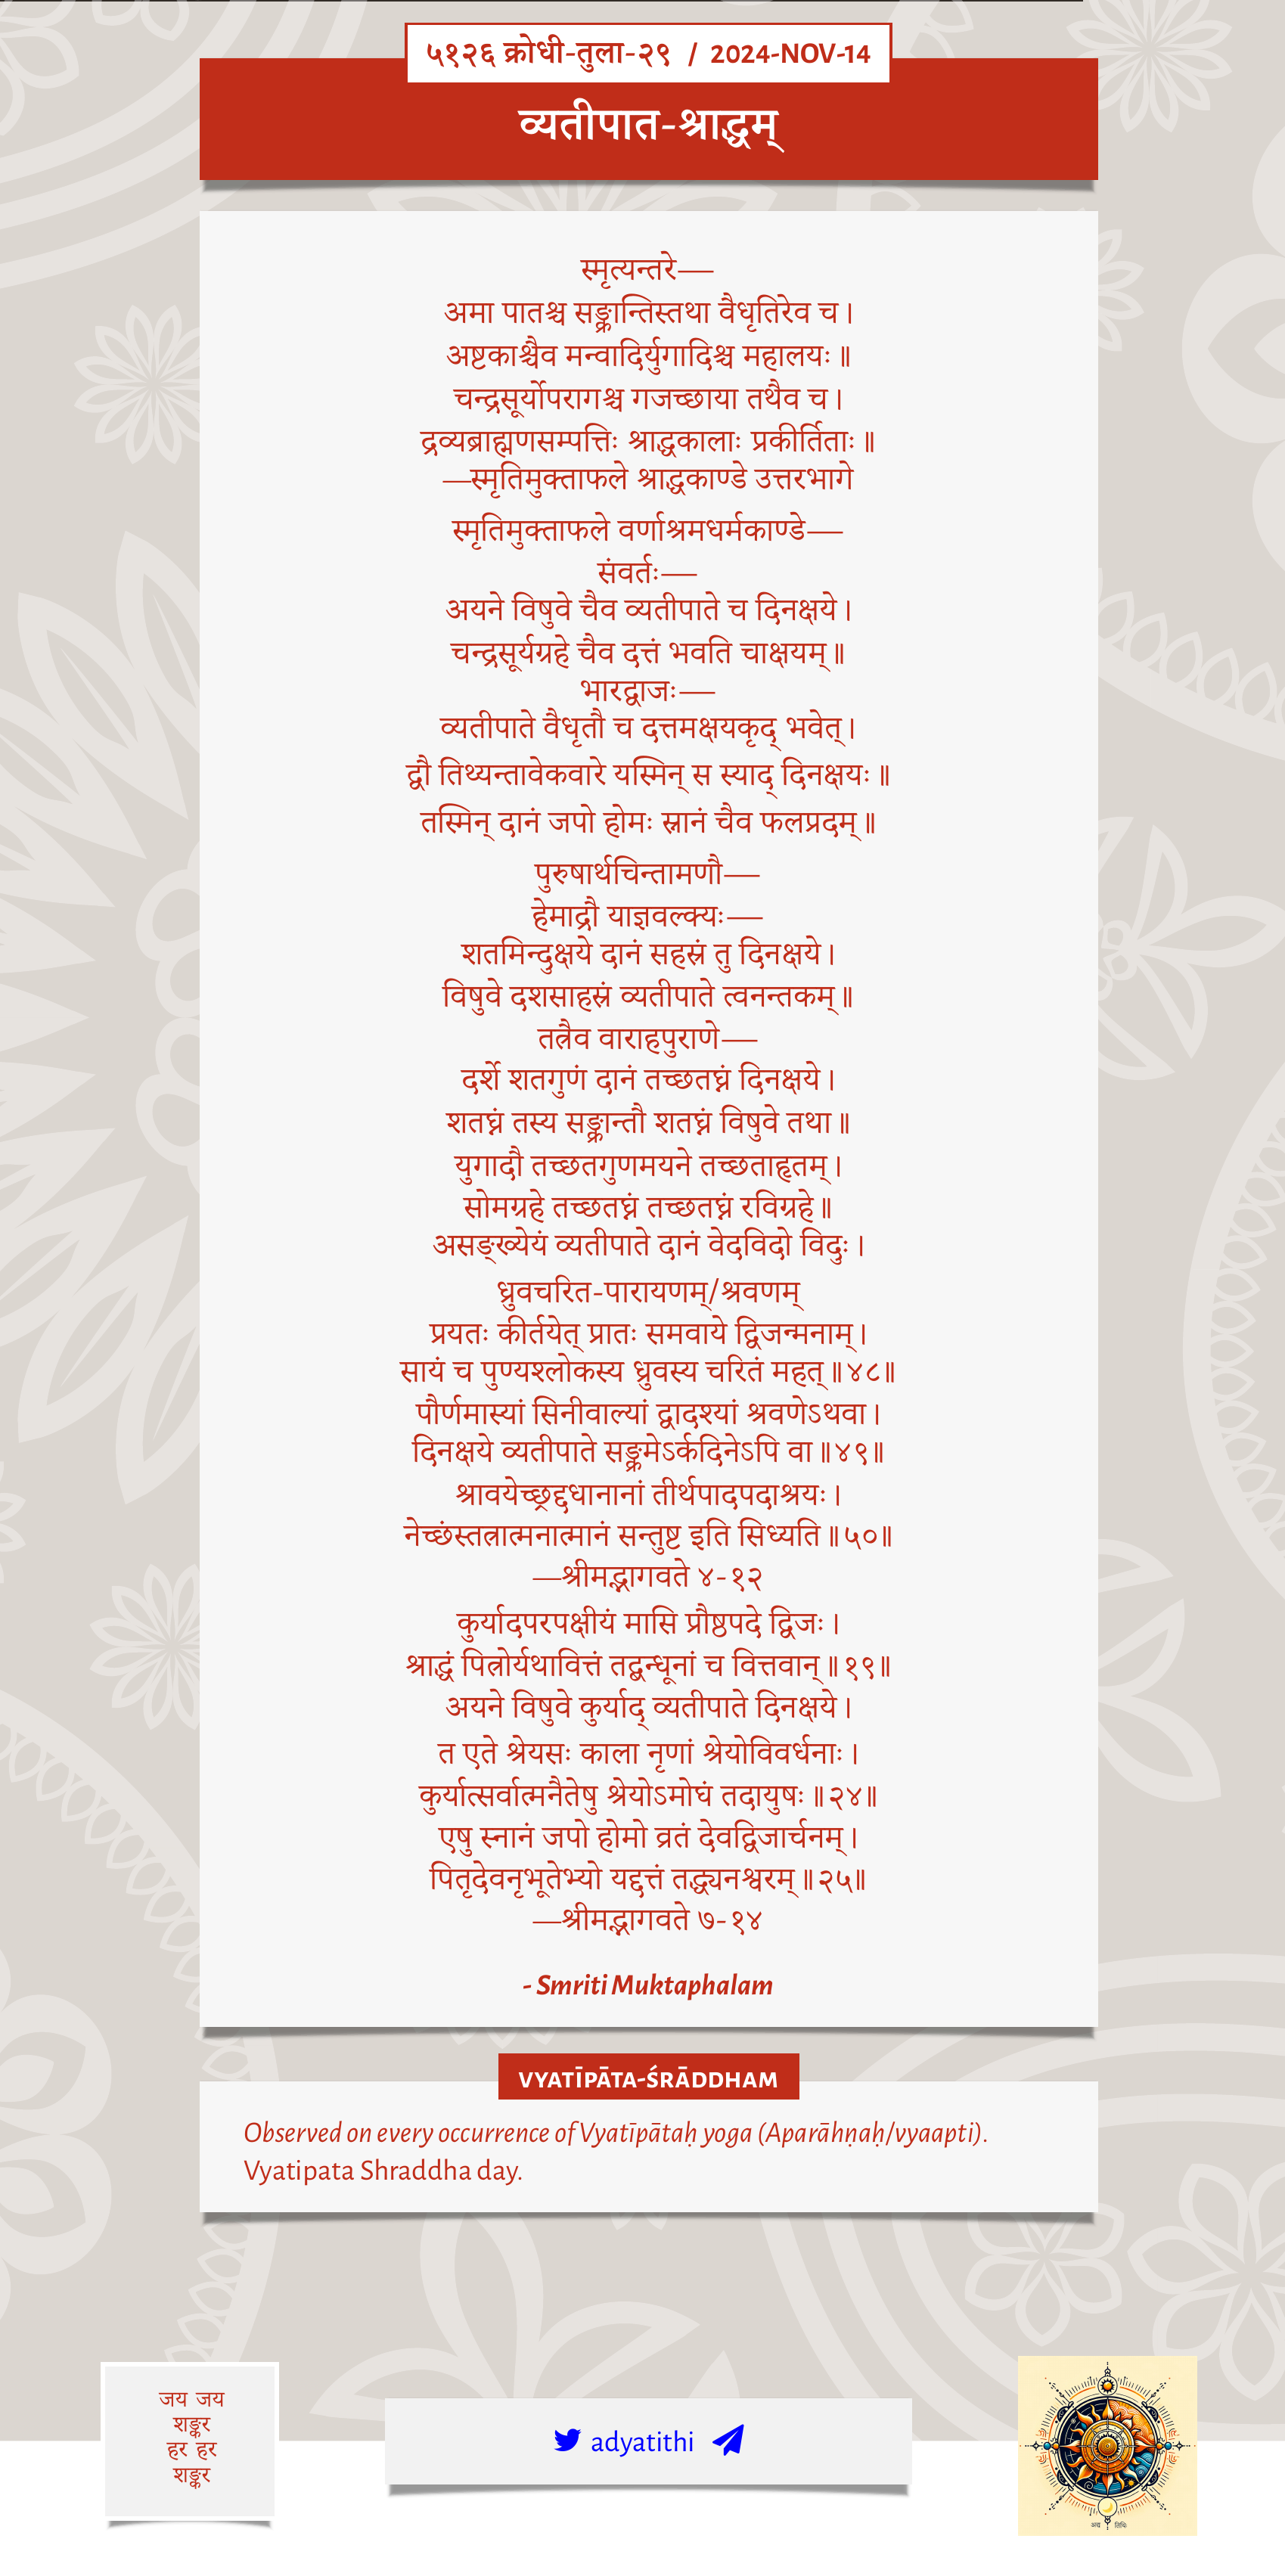 ५१२६ क्रोधी-तुला-२९ / 2024-NOV-14
व्यतीपात-श्राद्धम्
स्मृत्यन्तरे—
अमा पातश्च सङ्क्रान्तिस्तथा वैधृतिरेव च।
अष्टकाश्चैव मन्वादिर्युगादिश्च महालयः॥
चन्द्रसूर्योपरागश्च गजच्छाया तथैव च।
द्रव्यब्राह्मणसम्पत्तिः श्राद्धकालाः प्रकीर्तिताः॥
—स्मृतिमुक्ताफले श्राद्धकाण्डे उत्तरभागे
स्मृतिमुक्ताफले वर्णाश्रमधर्मकाण्डे—
संवर्तः—
अयने विषुवे चैव व्यतीपाते च दिनक्षये।
चन्द्रसूर्यग्रहे चैव दत्तं भवति चाक्षयम्॥
भारद्वाजः—
व्यतीपाते वैधृतौ च दत्तमक्षयकृद् भवेत्।
द्वौ तिथ्यन्तावेकवारे यस्मिन् स स्याद् दिनक्षयः॥
तस्मिन् दानं जपो होमः स्नानं चैव फलप्रदम्॥
पुरुषार्थचिन्तामणौ—
हेमाद्रौ याज्ञवल्क्यः—
शतमिन्दुक्षये दानं सहस्रं तु दिनक्षये।
विषुवे दशसाहस्रं व्यतीपाते त्वनन्तकम्॥
तत्रैव वाराहपुराणे—
दर्शे शतगुणं दानं तच्छतघ्नं दिनक्षये।
शतघ्नं तस्य सङ्क्रान्तौ शतघ्नं विषुवे तथा॥
युगादौ तच्छतगुणमयने तच्छताहृतम्।
सोमग्रहे तच्छतघ्नं तच्छतघ्नं रविग्रहे॥
असङ्ख्येयं व्यतीपाते दानं वेदविदो विदुः।
ध्रुवचरित-पारायणम्/श्रवणम्
प्रयतः कीर्तयेत् प्रातः समवाये द्विजन्मनाम्।
सायं च पुण्यश्लोकस्य ध्रुवस्य चरितं महत्॥४८॥
पौर्णमास्यां सिनीवाल्यां द्वादश्यां श्रवणेऽथवा।
दिनक्षये व्यतीपाते सङ्क्रमेऽर्कदिनेऽपि वा॥४९॥
श्रावयेच्छ्रद्दधानानां तीर्थपादपदाश्रयः।
नेच्छंस्तत्रात्मनात्मानं सन्तुष्ट इति सिध्यति॥५०॥
—श्रीमद्भागवते ४-१२
कुर्यादपरपक्षीयं मासि प्रौष्ठपदे द्विजः।
श्राद्धं पित्रोर्यथावित्तं तद्बन्धूनां च वित्तवान्॥१९॥
अयने विषुवे कुर्याद् व्यतीपाते दिनक्षये।
त एते श्रेयसः काला नृणां श्रेयोविवर्धनाः।
कुर्यात्सर्वात्मनैतेषु श्रेयोऽमोघं तदायुषः॥२४॥
एषु स्नानं जपो होमो व्रतं देवद्विजार्चनम्।
पितृदेवनृभूतेभ्यो यद्दत्तं तद्ध्यनश्वरम्॥२५॥
—श्रीमद्भागवते ७-१४
- Smriti Muktaphalam
VYATĪPĀTA-ŚRĀDDHAM
Observed on every occurrence of Vyatīpātaḥ yoga (Aparāhṇaḥ/vyaapti).
Vyatipata Shraddha day.
जय जय
शङ्कर
हर हर
शङ्कर
adyatithi
अद्य तिथिः